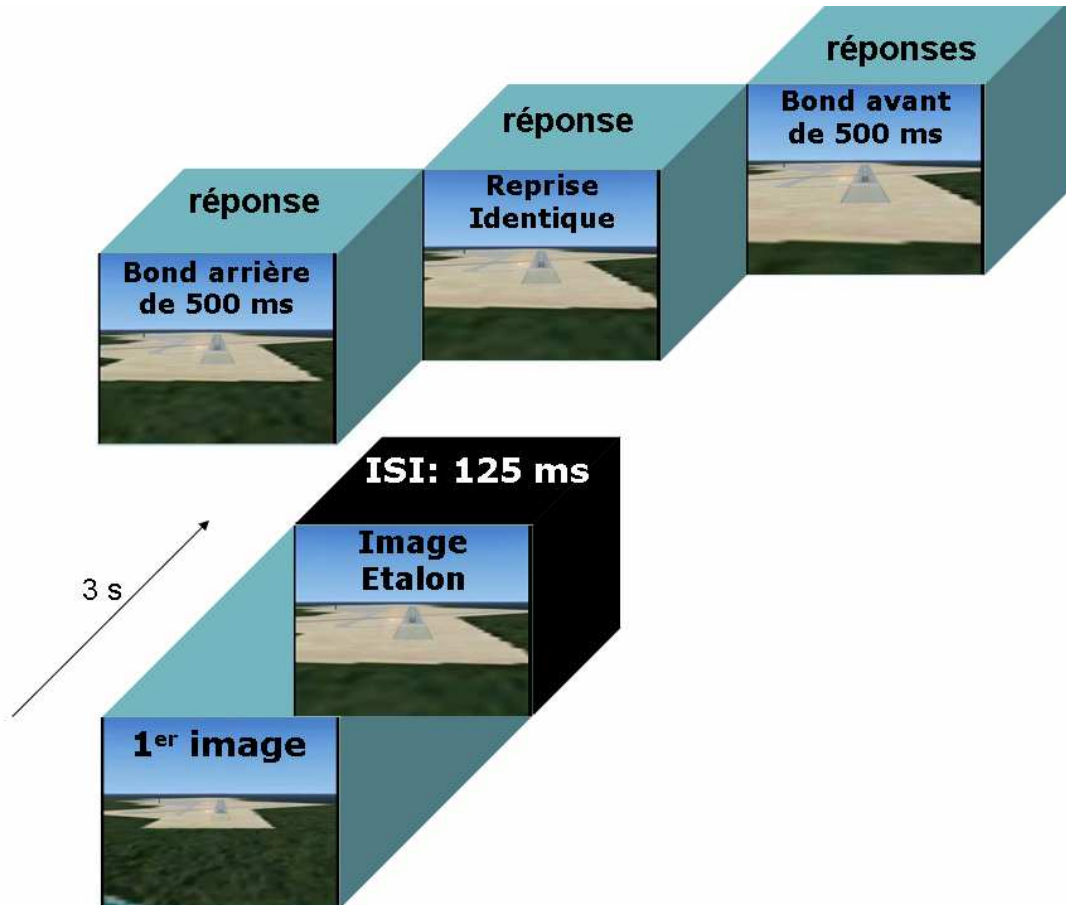 réponses
Bond avant
de 500 ms
réponse
Reprise
Identique
réponse
Bond arrière
de 500 ms
ISI: 125 ms
Image
Etalon
3 s
1er image